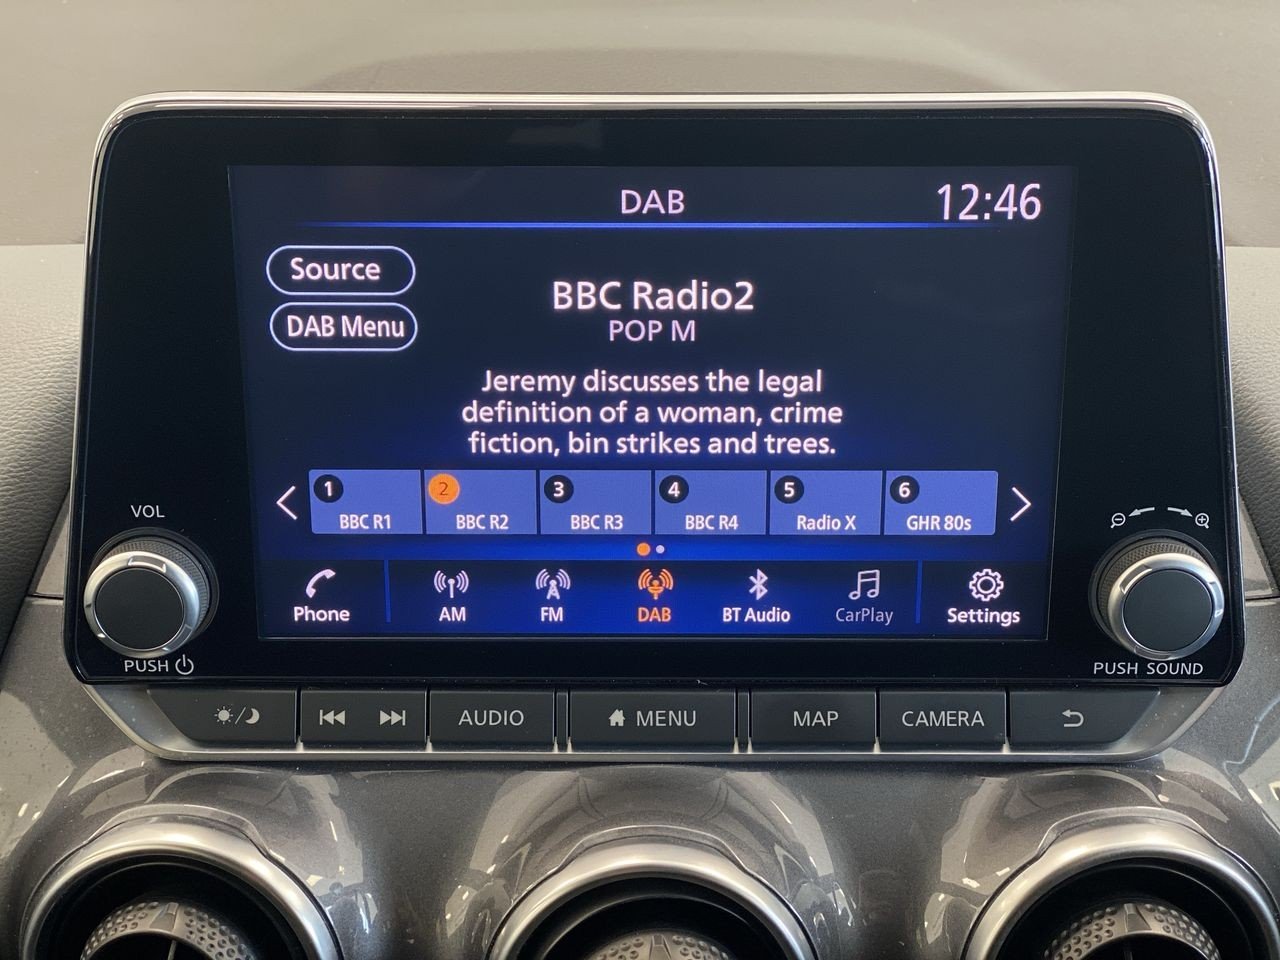 DAB
12:46
Source
DAB Menu
BBC Radio2
POP M
Jeremy discusses the legal
definition of a woman, crime
fiction, bin strikes and trees.
1
2
3
4
5
6
BBC R1
BBC R2
BBC R3
BBC R4
Radio X
GHR 80s
VOL
PUSH
Phone
AM
FM
DAB
BT Audio
CarPlay
Settings
PUSH SOUND
AUDIO
MENU
MAP
CAMERA